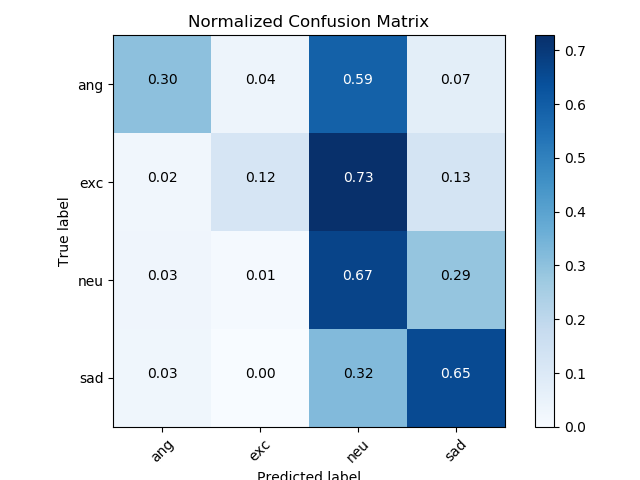 Normalized Confusion Matrix
True label
ang 0.30 0.04 0.59 0.07
exc 0.02 0.12 0.73 0.13
neu 0.03 0.01 0.67 0.29
sad 0.03 0.00 0.32 0.65
ang exc neu sad
Predicted label
0.7
0.6
0.5
0.4
0.3
0.2
0.1
0.0